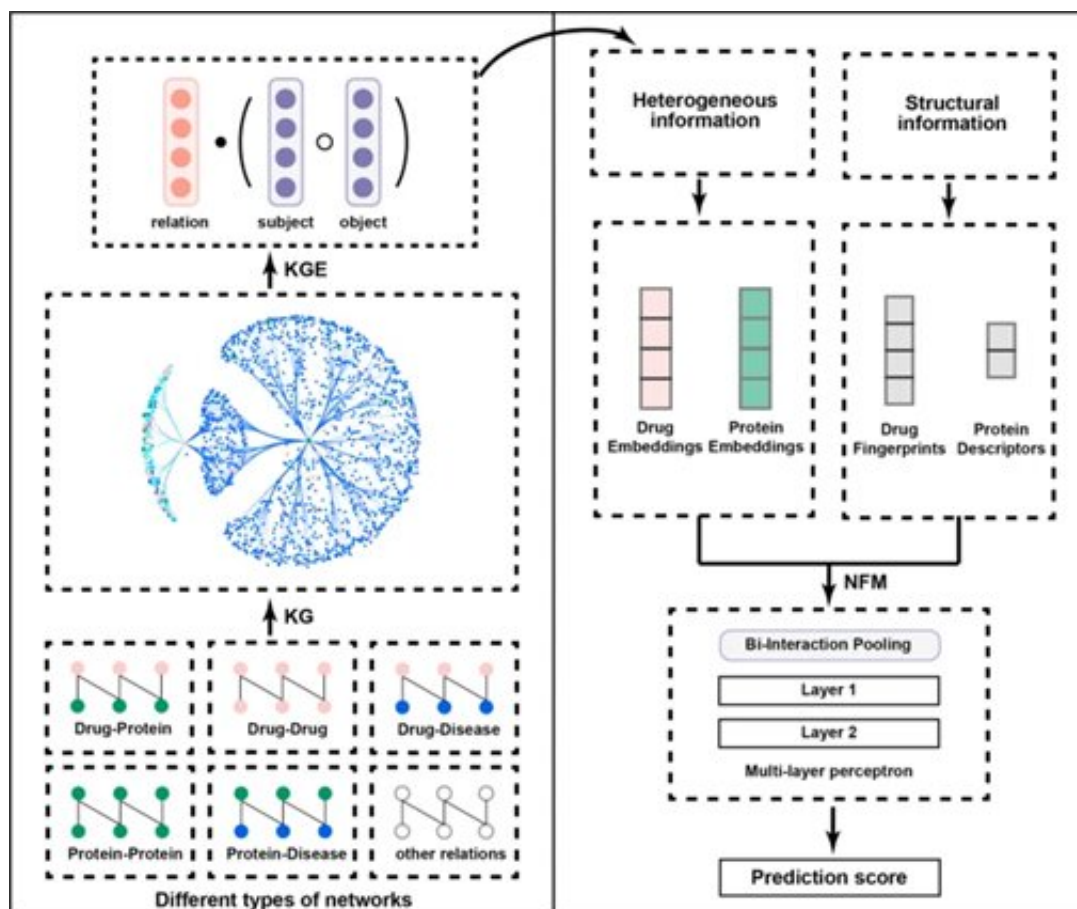 relation
subject
object
KGE
KG
Drug-Protein
Drug-Drug
Drug-Disease
Protein-Protein
Protein-Disease
other relations
Different types of networks
Heterogeneous
information
Structural
information
Drug
Embeddings
Protein
Embeddings
Drug
Fingerprints
Protein
Descriptors
NFM
Bi-Interaction Pooling
Layer 1
Layer 2
Multi-layer perceptron
Prediction score